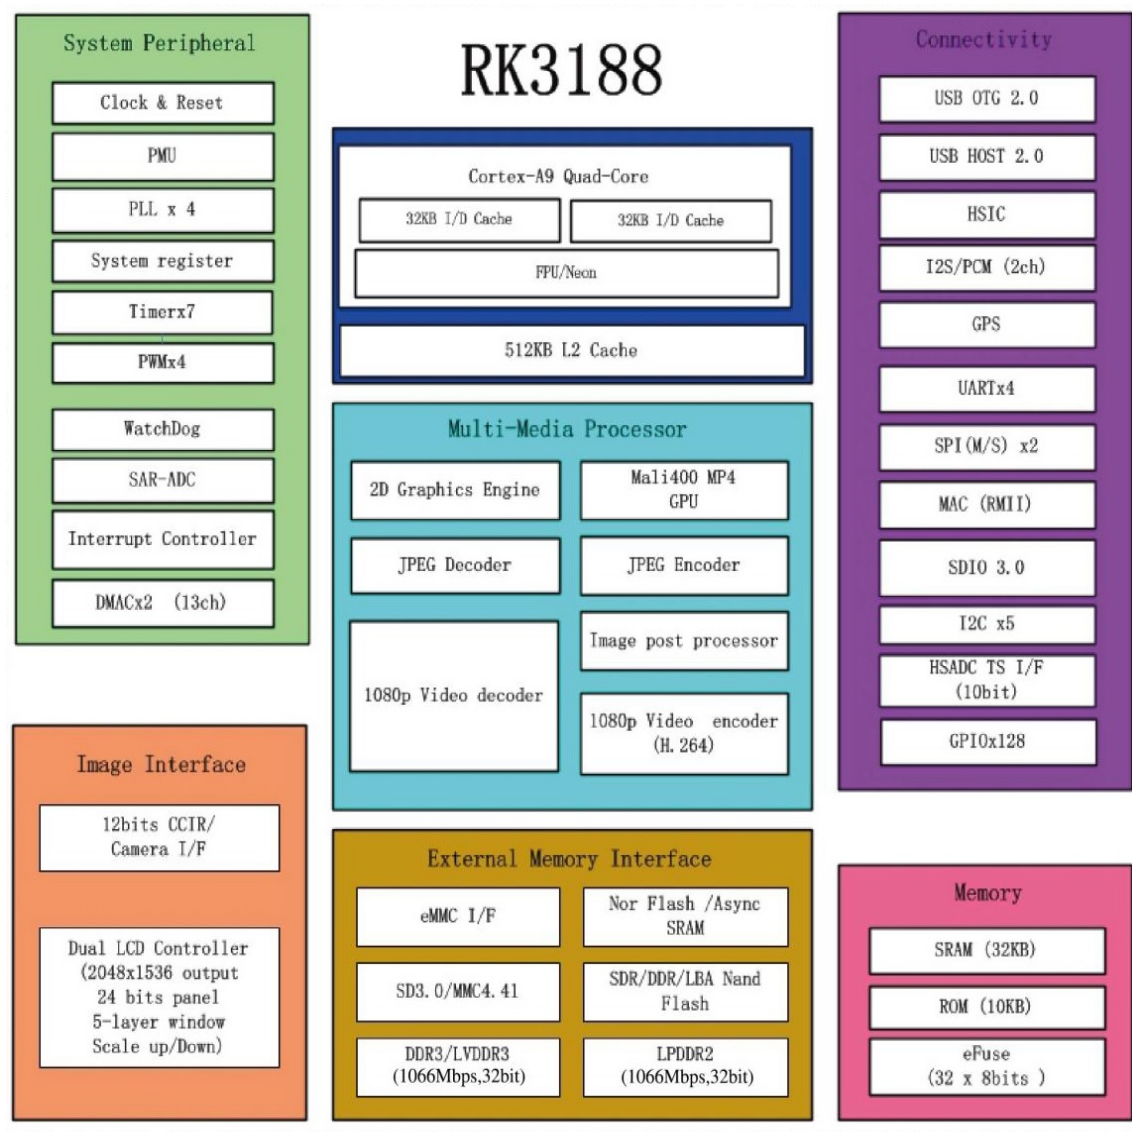 RK3188
System Peripheral
Clock & Reset
PMU
PLL x 4
System register
Timerx7
PWMx4
WatchDog
SAR-ADC
Interrupt Controller
DMACx2 (13ch)
Image Interface
12bits CCIR/
Camera I/F
Dual LCD Controller
(2048x1536 output
24 bits panel
5-layer window
Scale up/Down)
Cortex-A9 Quad-Core
32KB I/D Cache
32KB I/D Cache
FPU/Neon
512KB L2 Cache
Multi-Media Processor
2D Graphics Engine
Mali400 MP4
GPU
JPEG Decoder
JPEG Encoder
Image post processor
1080p Video decoder
1080p Video encoder
(H.264)
External Memory Interface
eMMC I/F
Nor Flash /Async
SRAM
SD3.0/MMC4.41
SDR/DDR/LBA Nand
Flash
DDR3/LVDDR3
(1066Mbps,32bit)
LPDDR2
(1066Mbps,32bit)
Connectivity
USB OTG 2.0
USB HOST 2.0
HSIC
I2S/PCM (2ch)
GPS
UARTx4
SPI(M/S) x2
MAC (RMII)
SDIO 3.0
I2C x5
HSADC TS I/F
(10bit)
GPIOx128
Memory
SRAM (32KB)
ROM (10KB)
eFuse
(32 x 8bits )